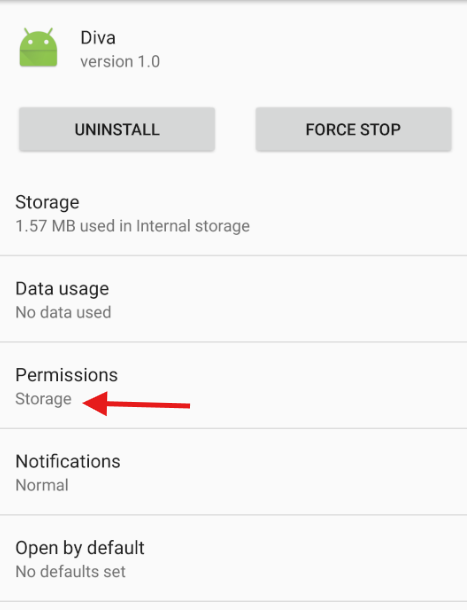 Diva
version 1.0
UNINSTALL
FORCE STOP
Storage
1.57 MB used in Internal storage
Data usage
No data used
Permissions
Storage
Notifications
Normal
Open by default
No defaults set